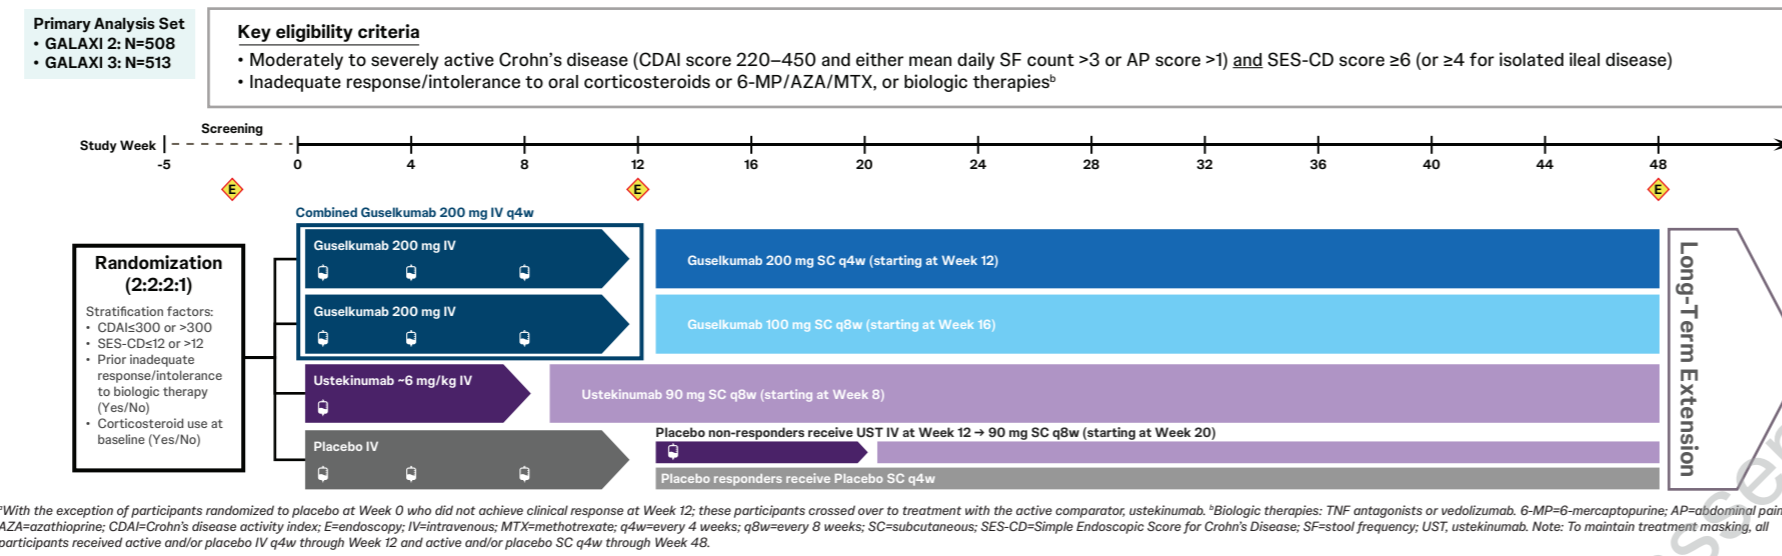 Primary Analysis Set
• GALAXI 2: N=508
• GALAXI 3: N=513
Key eligibility criteria
• Moderately to severely active Crohn's disease (CDAI score 220–450 and either mean daily SF count >3 or AP score >1) and SES-CD score ≥6 (or ≥4 for isolated ileal disease)
• Inadequate response/intolerance to oral corticosteroids or 6-MP/AZA/MTX, or biologic therapiesᵇ
Screening
Study Week
-5 0 4 8 12 16 20 24 28 32 36 40 44 48
E E E
Combined Guselkumab 200 mg IV q4w
Randomization
(2:2:2:1)
Stratification factors:
• CDAI≤300 or >300
• SES-CD≤12 or >12
• Prior inadequate
response/intolerance
to biologic therapy
(Yes/No)
• Corticosteroid use at
baseline (Yes/No)
Guselkumab 200 mg IV
Guselkumab 200 mg SC q4w (starting at Week 12)
Guselkumab 200 mg IV
Guselkumab 100 mg SC q8w (starting at Week 16)
Ustekinumab ~6 mg/kg IV
Ustekinumab 90 mg SC q8w (starting at Week 8)
Placebo IV
Placebo non-responders receive UST IV at Week 12 → 90 mg SC q8w (starting at Week 20)
Placebo responders receive Placebo SC q4w
Long-Term Extension
ᵃWith the exception of participants randomized to placebo at Week 0 who did not achieve clinical response at Week 12; these participants crossed over to treatment with the active comparator, ustekinumab. ᵇBiologic therapies: TNF antagonists or vedolizumab. 6-MP=6-mercaptopurine; AP=abdominal pain
AZA=azathioprine; CDAI=Crohn's disease activity index; E=endoscopy; IV=intravenous; MTX=methotrexate; q4w=every 4 weeks; q8w=every 8 weeks; SC=subcutaneous; SES-CD=Simple Endoscopic Score for Crohn's Disease; SF=stool frequency; UST, ustekinumab. Note: To maintain treatment masking, all
participants received active and/or placebo IV q4w through Week 12 and active and/or placebo SC q4w through Week 48.